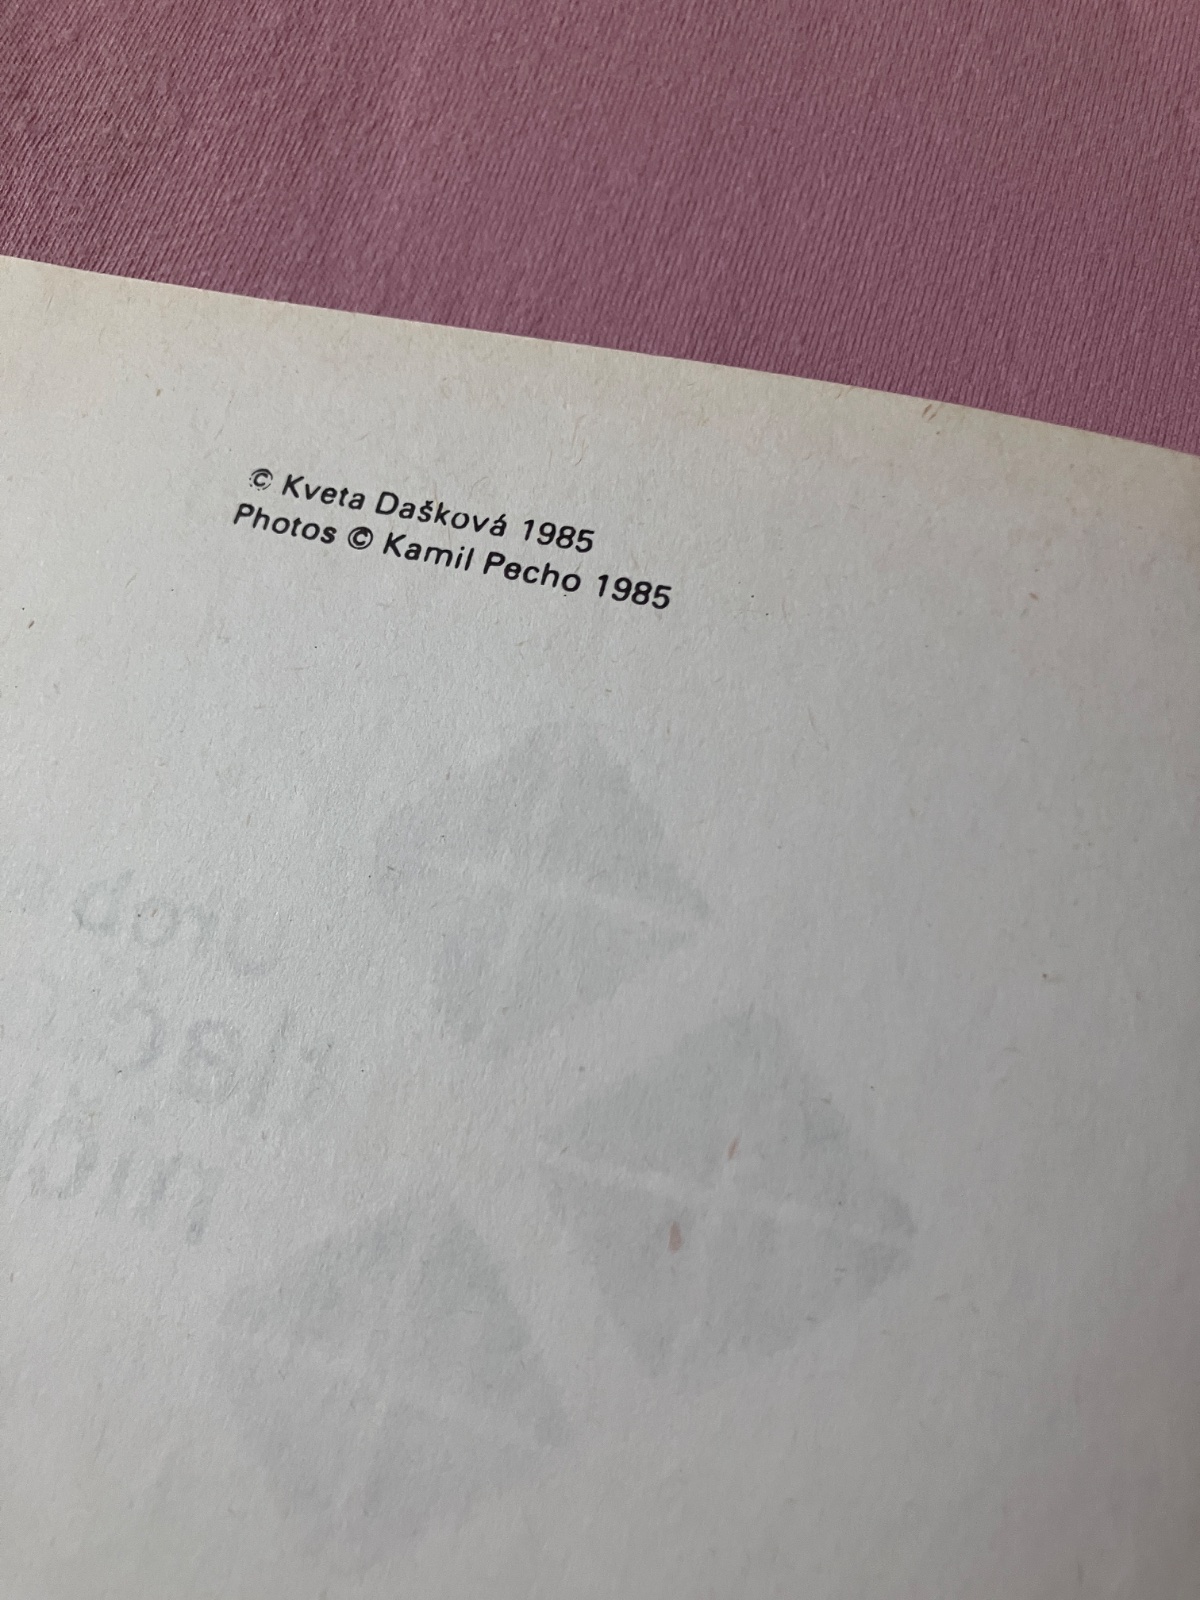 © Kveta Dašková 1985
Photos © Kamil Pecho 1985